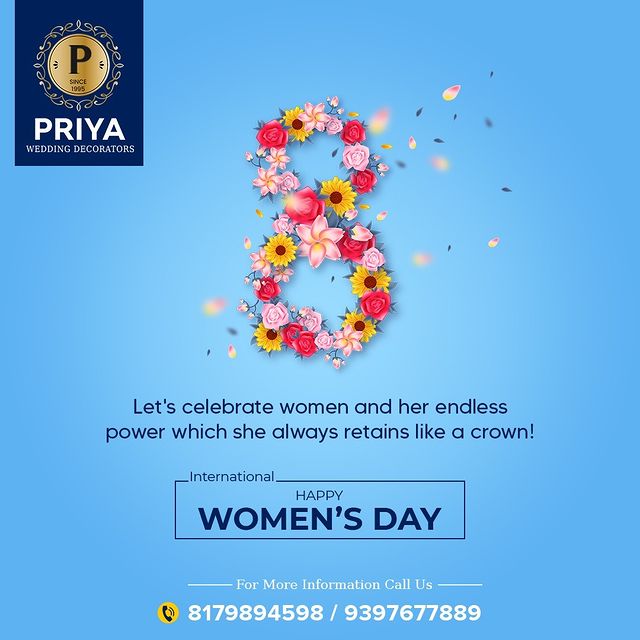 P
SINCE
1995
PRIYA
WEDDING DECORATORS
8
Let's celebrate women and her endless
power which she always retains like a crown!
International
HAPPY
WOMEN'S DAY
For More Information Call Us
8179894598 / 9397677889